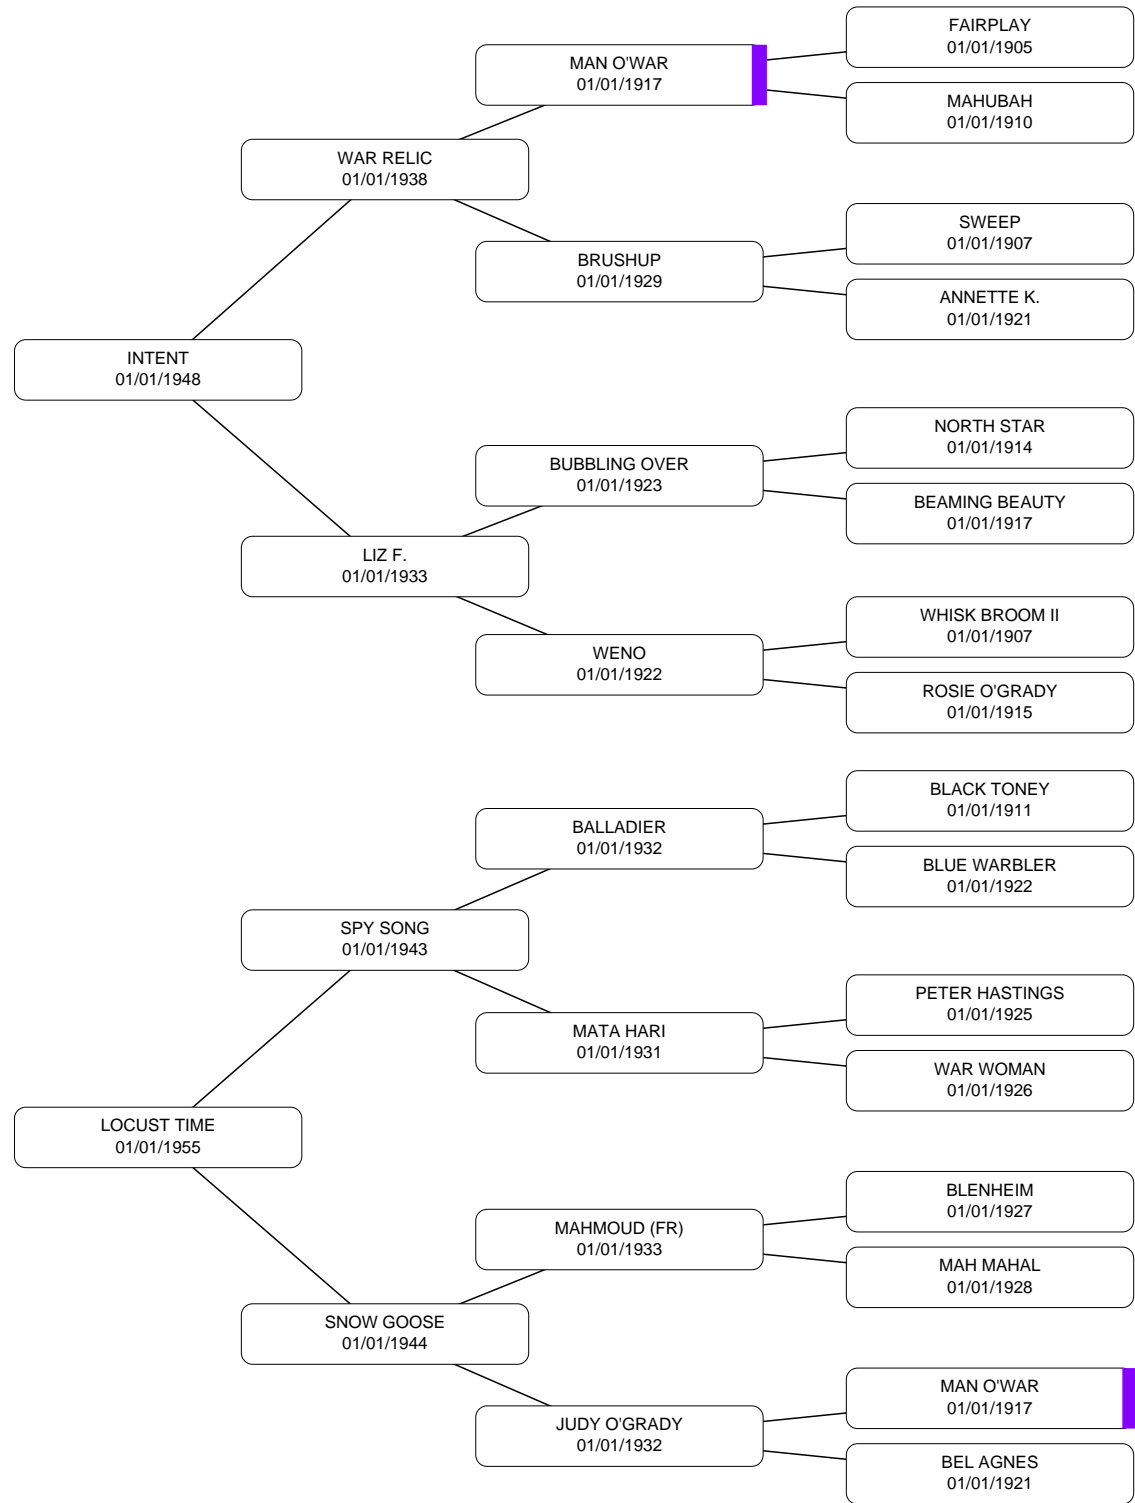 FAIRPLAY
01/01/1905
MAN O'WAR
01/01/1917
MAHUBAH
01/01/1910
WAR RELIC
01/01/1938
SWEEP
01/01/1907
BRUSHUP
01/01/1929
ANNETTE K.
01/01/1921
INTENT
01/01/1948
NORTH STAR
01/01/1914
BUBBLING OVER
01/01/1923
BEAMING BEAUTY
01/01/1917
LIZ F.
01/01/1933
WHISK BROOM II
01/01/1907
WENO
01/01/1922
ROSIE O'GRADY
01/01/1915
BLACK TONEY
01/01/1911
BALLADIER
01/01/1932
BLUE WARBLER
01/01/1922
SPY SONG
01/01/1943
PETER HASTINGS
01/01/1925
MATA HARI
01/01/1931
WAR WOMAN
01/01/1926
LOCUST TIME
01/01/1955
BLENHEIM
01/01/1927
MAHMOUD (FR)
01/01/1933
MAH MAHAL
01/01/1928
SNOW GOOSE
01/01/1944
MAN O'WAR
01/01/1917
JUDY O'GRADY
01/01/1932
BEL AGNES
01/01/1921